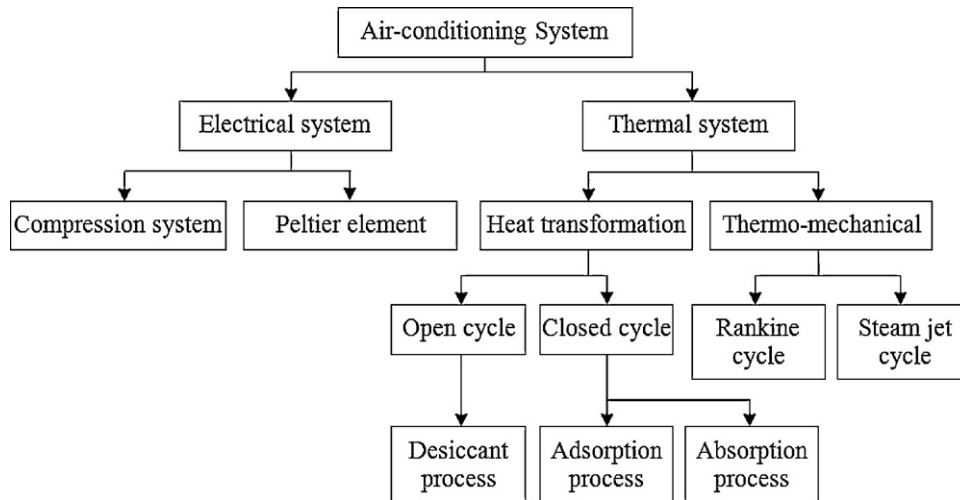 Air-conditioning System
Electrical system
Thermal system
Compression system
Peltier element
Heat transformation
Thermo-mechanical
Open cycle
Closed cycle
Rankine
cycle
Steam jet
cycle
Desiccant
process
Adsorption
process
Absorption
process